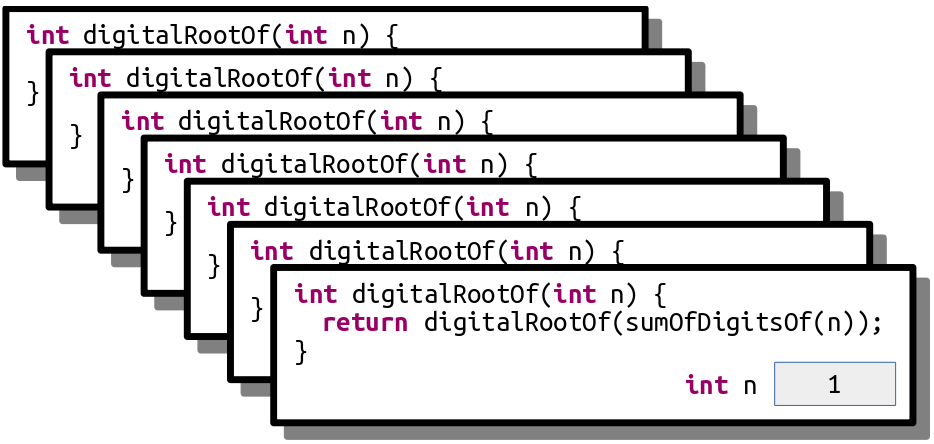 int digitalRootOf(int n) {
}
int digitalRootOf(int n) {
}
int digitalRootOf(int n) {
}
int digitalRootOf(int n) {
}
int digitalRootOf(int n) {
}
int digitalRootOf(int n) {
}
int digitalRootOf(int n) {
return digitalRootOf(sumOfDigitsOf(n));
}
int n 1